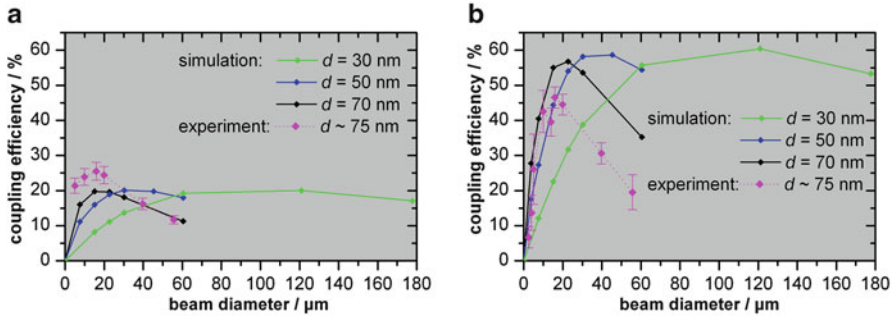 a
60
50
40
30
20
10
0
coupling efficiency / %
simulation: d = 30 nm
d = 50 nm
d = 70 nm
experiment: d ~ 75 nm
0 20 40 60 80 100 120 140 160 180
beam diameter / µm
b
60
50
40
30
20
10
0
coupling efficiency / %
simulation: d = 30 nm
d = 50 nm
d = 70 nm
experiment: d ~ 75 nm
0 20 40 60 80 100 120 140 160 180
beam diameter / µm